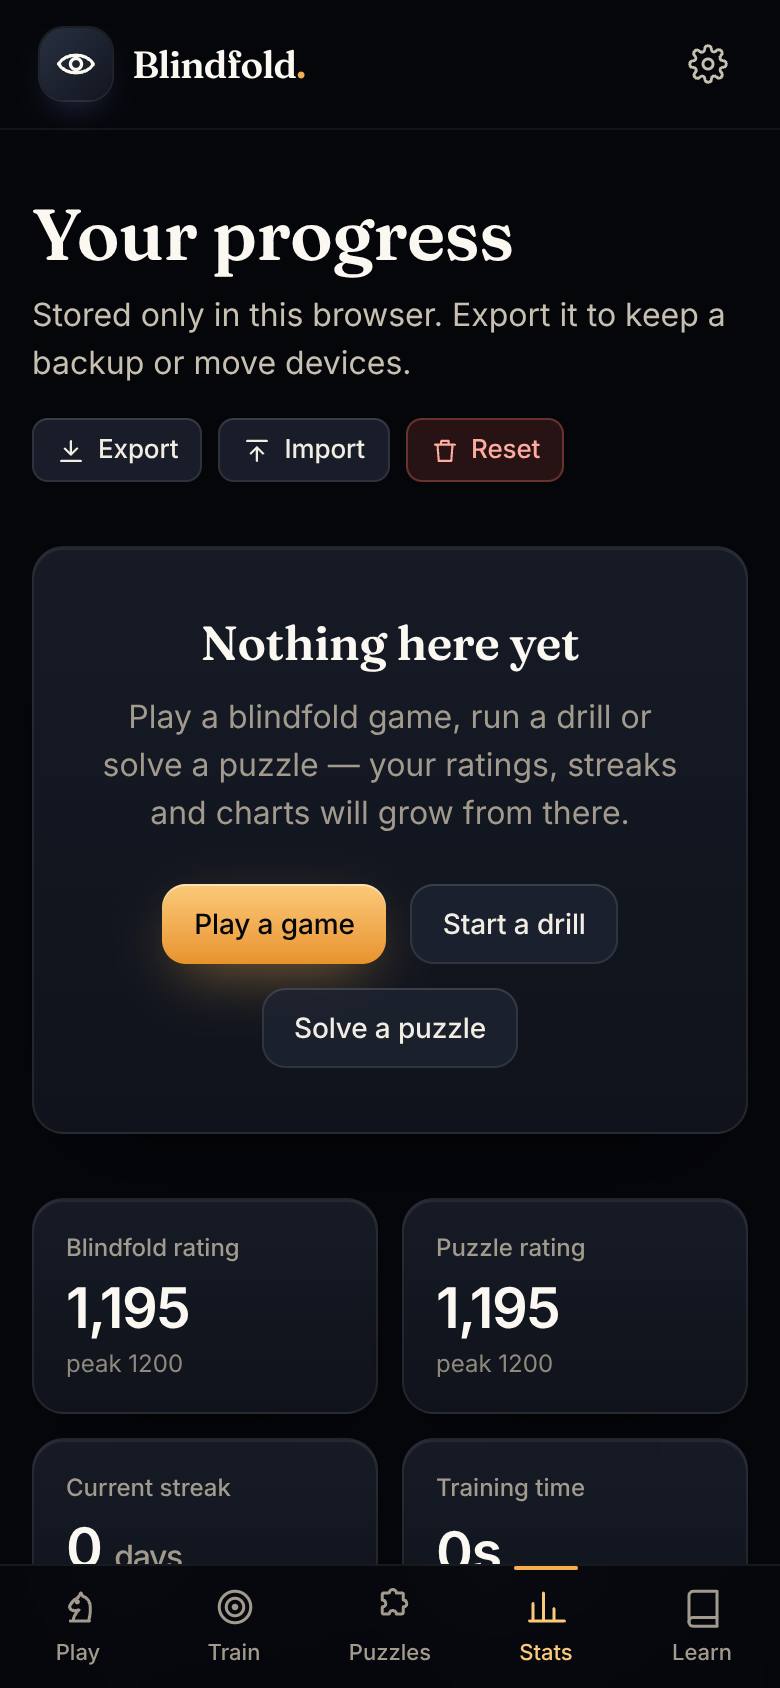 Blindfold.
Your progress
Stored only in this browser. Export it to keep a
backup or move devices.
Export
Import
Reset
Nothing here yet
Play a blindfold game, run a drill or
solve a puzzle — your ratings, streaks
and charts will grow from there.
Play a game
Start a drill
Solve a puzzle
Blindfold rating
1,195
peak 1200
Puzzle rating
1,195
peak 1200
Current streak
0 days
Training time
0s
Play
Train
Puzzles
Stats
Learn